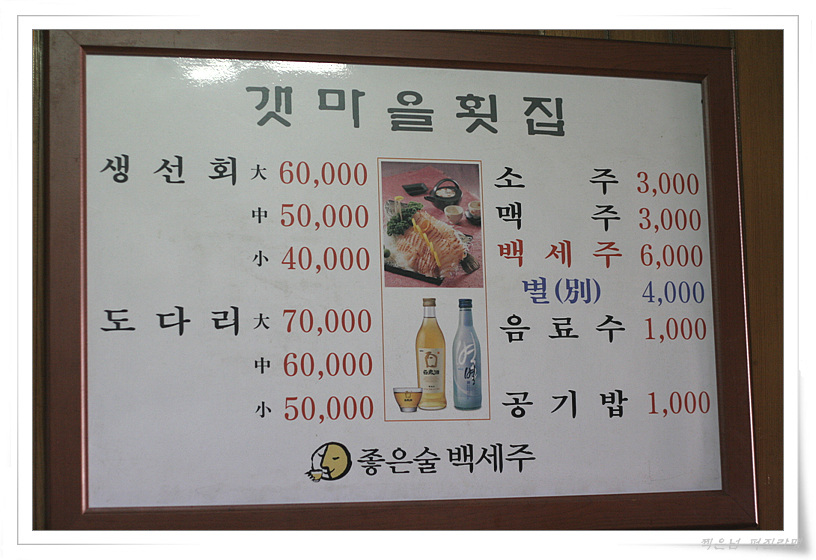 갯마을횟집
생선회 大 60,000
中 50,000
小 40,000
도다리 大 70,000
中 60,000
小 50,000
소주 3,000
맥주 3,000
백세주 6,000
별(別) 4,000
음료수 1,000
공기밥 1,000
좋은술 백세주